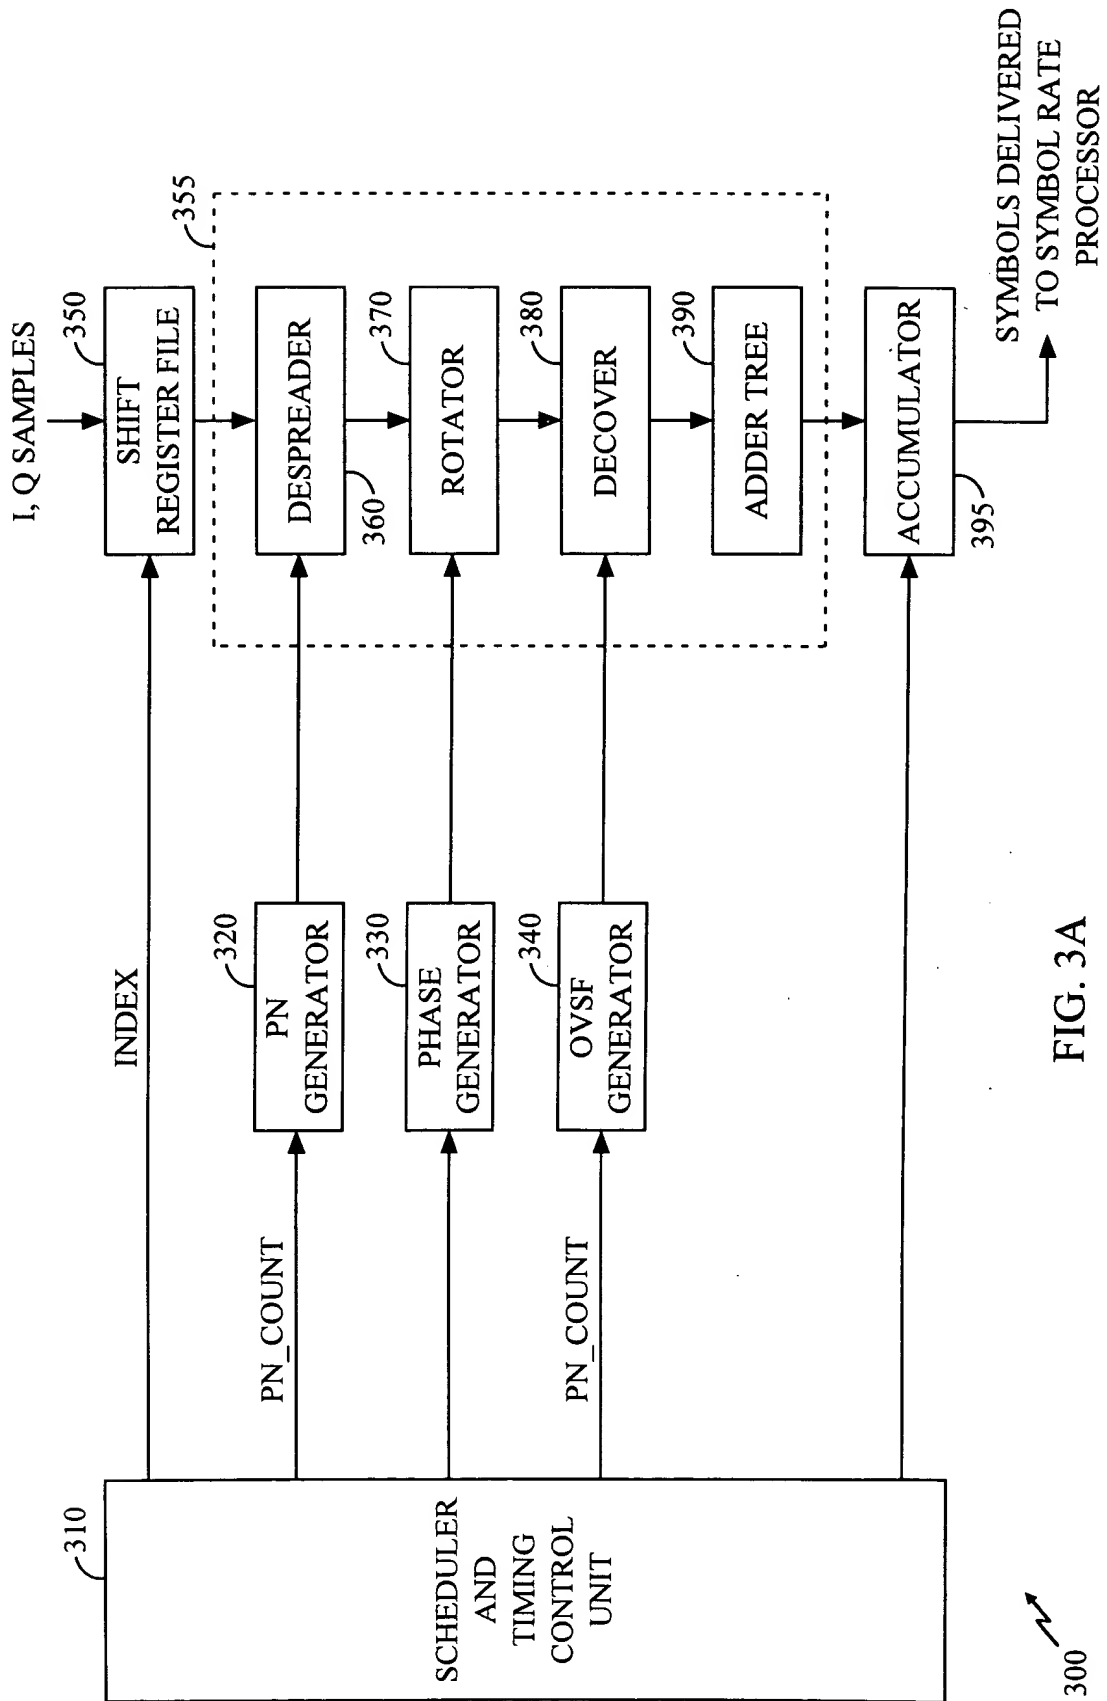 I, Q SAMPLES
350
SHIFT
REGISTER FILE
INDEX
310
SCHEDULER
AND
TIMING
CONTROL
UNIT
355
PN_COUNT
320
PN
GENERATOR
DESPREADER
360
330
PHASE
GENERATOR
370
ROTATOR
PN_COUNT
340
OVSF
GENERATOR
380
DECOVER
390
ADDER TREE
ACCUMULATOR
395
SYMBOLS DELIVERED
TO SYMBOL RATE
PROCESSOR
300
FIG. 3A